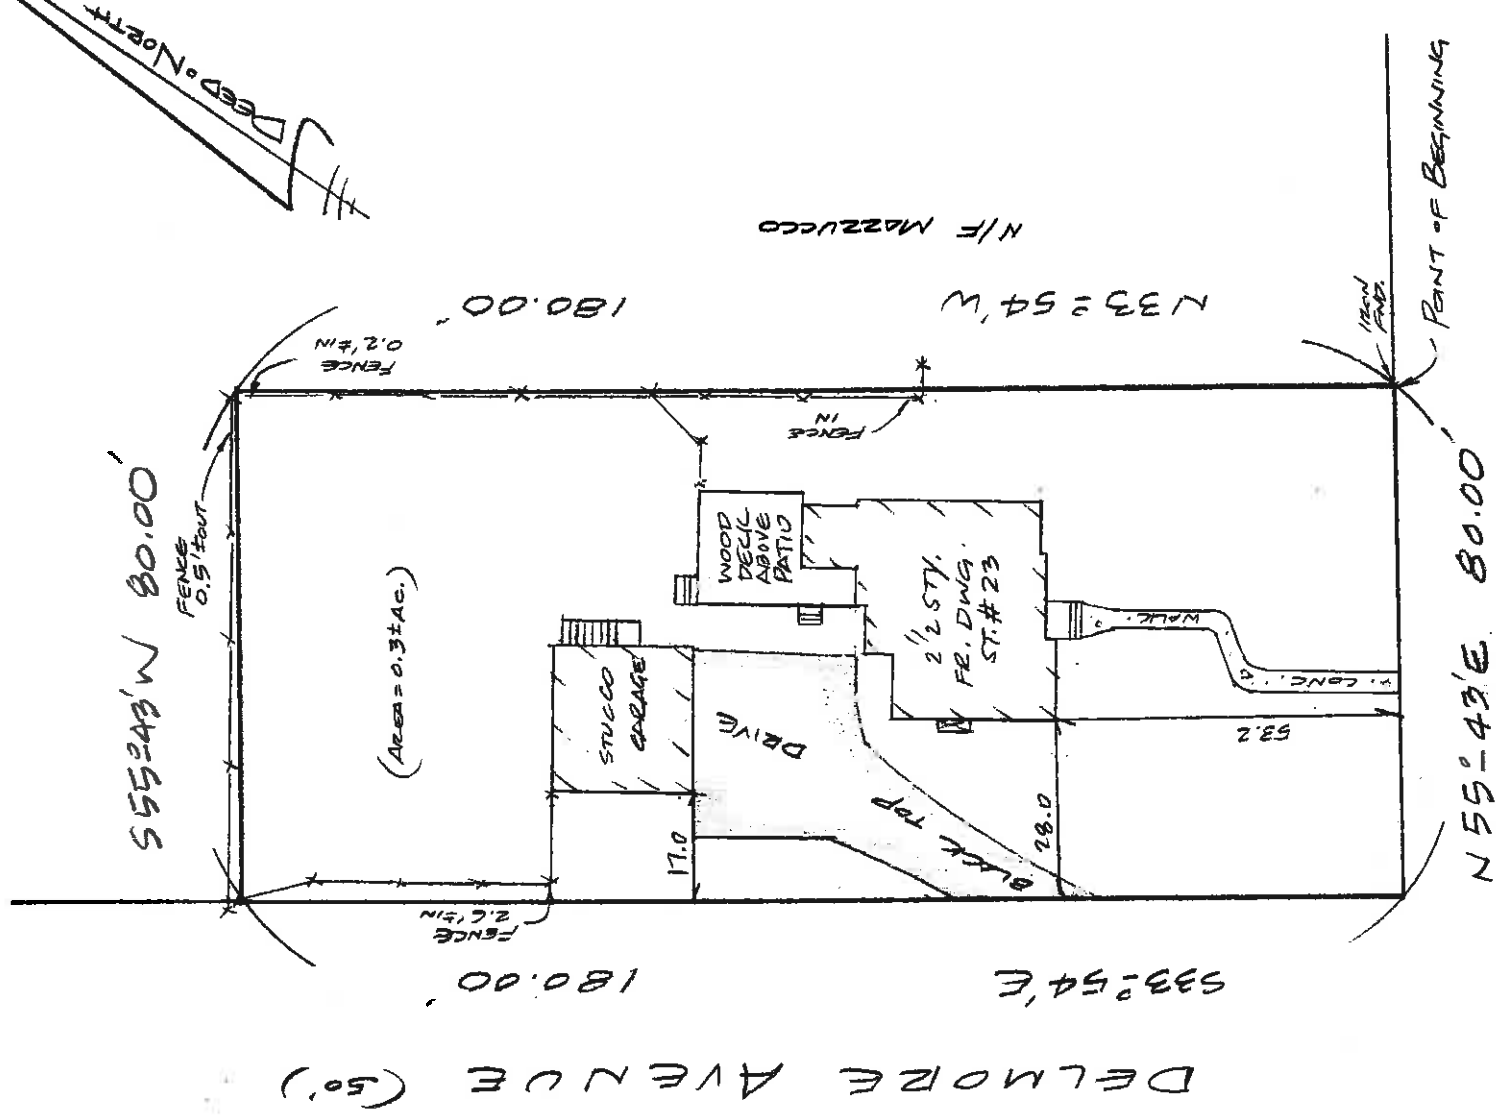 DEED NORTH
N/F MAZZUCCO
N33°54'W
180.00'
FENCE
0.2'±IN
FENCE
IN
IRON
FND.
POINT OF BEGINNING
S55°43'W 80.00'
FENCE
0.5'±OUT
(AREA=0.3±AC.)
WOOD
DECK
ABOVE
PATIO
2 1/2 STY.
FR. DWG.
ST.#23
WALK
CONC.
STUCCO
GARAGE
DRIVE
BLACK TOP
53.2
17.0
28.0
FENCE
2.6'±IN
N55°43'E 80.00'
S33°54'E
180.00'
DELMORE AVENUE (50')